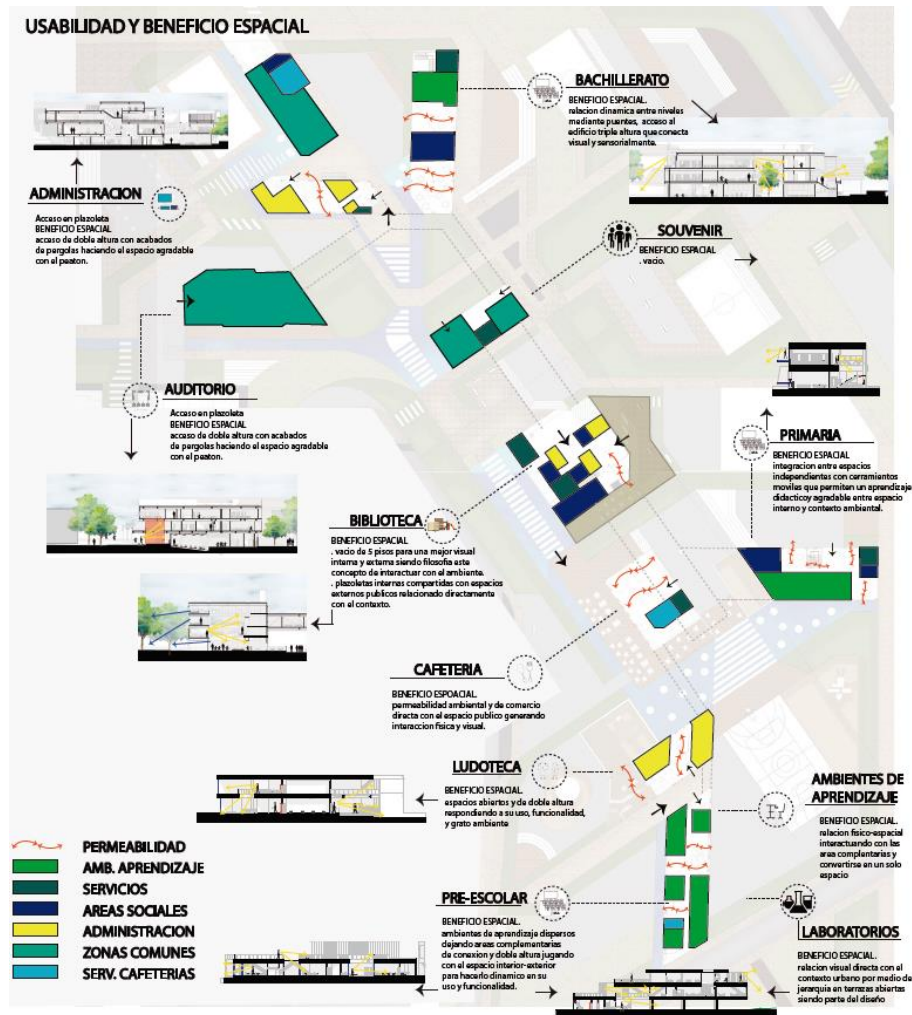 USABILIDAD Y BENEFICIO ESPACIAL
BACHILLERATO
BENEFICIO ESPACIAL.
relacion dinamica entre niveles
mediante puentes, acceso al
edificio triple altura que conecta
visual y sensorialmente.
ADMINISTRACION
Acceso en plazoleta
BENEFICIO ESPACIAL
acceso de doble altura con acabados
de pergolas haciendo el espacio agradable
con el peaton.
SOUVENIR
BENEFICIO ESPACIAL
. vacio.
AUDITORIO
Acceso en plazoleta
BENEFICIO ESPACIAL
acceso de doble altura con acabados
de pergolas haciendo el espacio agradable
con el peaton.
PRIMARIA
BENEFICIO ESPACIAL
integracion entre espacios
independientes con cerramientos
moviles que permiten un aprendizaje
didacticoy agradable entre espacio
interno y contexto ambiental.
BIBLIOTECA
BENEFICIO ESPACIAL
. vacio de 5 pisos para una mejor visual
interna y externa siendo filosofia este
concepto de interactuar con el ambiente.
. plazoletas internas compartidas con espacios
externos publicos relacionado directamente
con el contexto.
CAFETERIA
BENEFICIO ESPOACIAL.
permeabilidad ambiental y de comercio
directa con el espacio publico generando
interaccion fisica y visual.
LUDOTECA
BENEFICIO ESPACIAL.
espacios abiertos y de doble altura
respondiendo a su uso, funcionalidad,
y grato ambiente
AMBIENTES DE
APRENDIZAJE
BENEFICIO ESPACIAL.
relacion fisico-espacial
interactuando con las
area complentarias y
convertirse en un solo
espacio
PERMEABILIDAD
AMB. APRENDIZAJE
SERVICIOS
AREAS SOCIALES
ADMINISTRACION
ZONAS COMUNES
SERV. CAFETERIAS
PRE-ESCOLAR
BENEFICIO ESPACIAL.
ambientes de aprendizaje dispersos
dejando areas complementarias
de conexion y doble altura jugando
con el espacio interior-exterior
para hacerlo dinamico en su
uso y funcionalidad.
LABORATORIOS
BENEFICIO ESPACIAL.
relacion visual directa con el
contexto urbano por medio de
jerarquia en terrazas abiertas
siendo parte del diseño